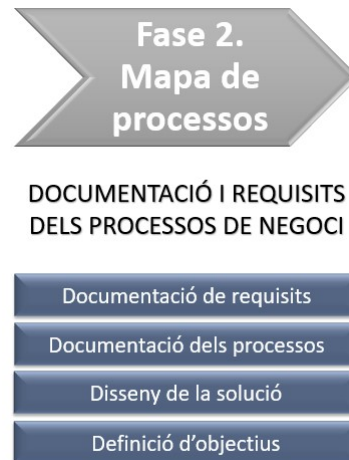 Fase 2.
Mapa de
processos
DOCUMENTACIÓ I REQUISITS
DELS PROCESSOS DE NEGOCI
Documentació de requisits
Documentació dels processos
Disseny de la solució
Definició d'objectius